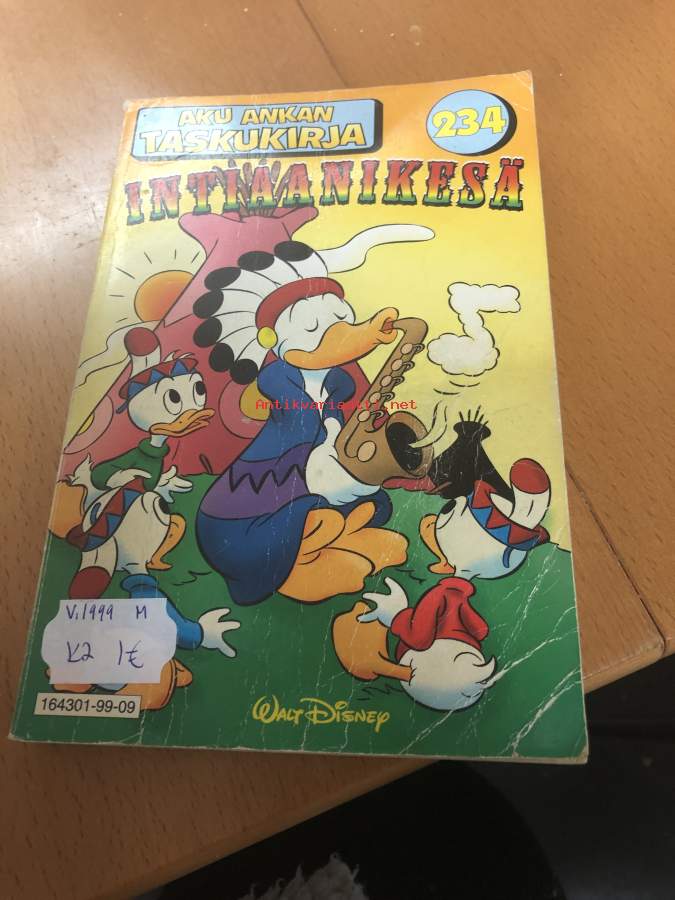 AKU ANKAN
TASKUKIRJA
234
INTIAANIKESÄ
Antikvariaatti.net
V.1999 M
K2 1€
164301-99-09
WALT DISNEY